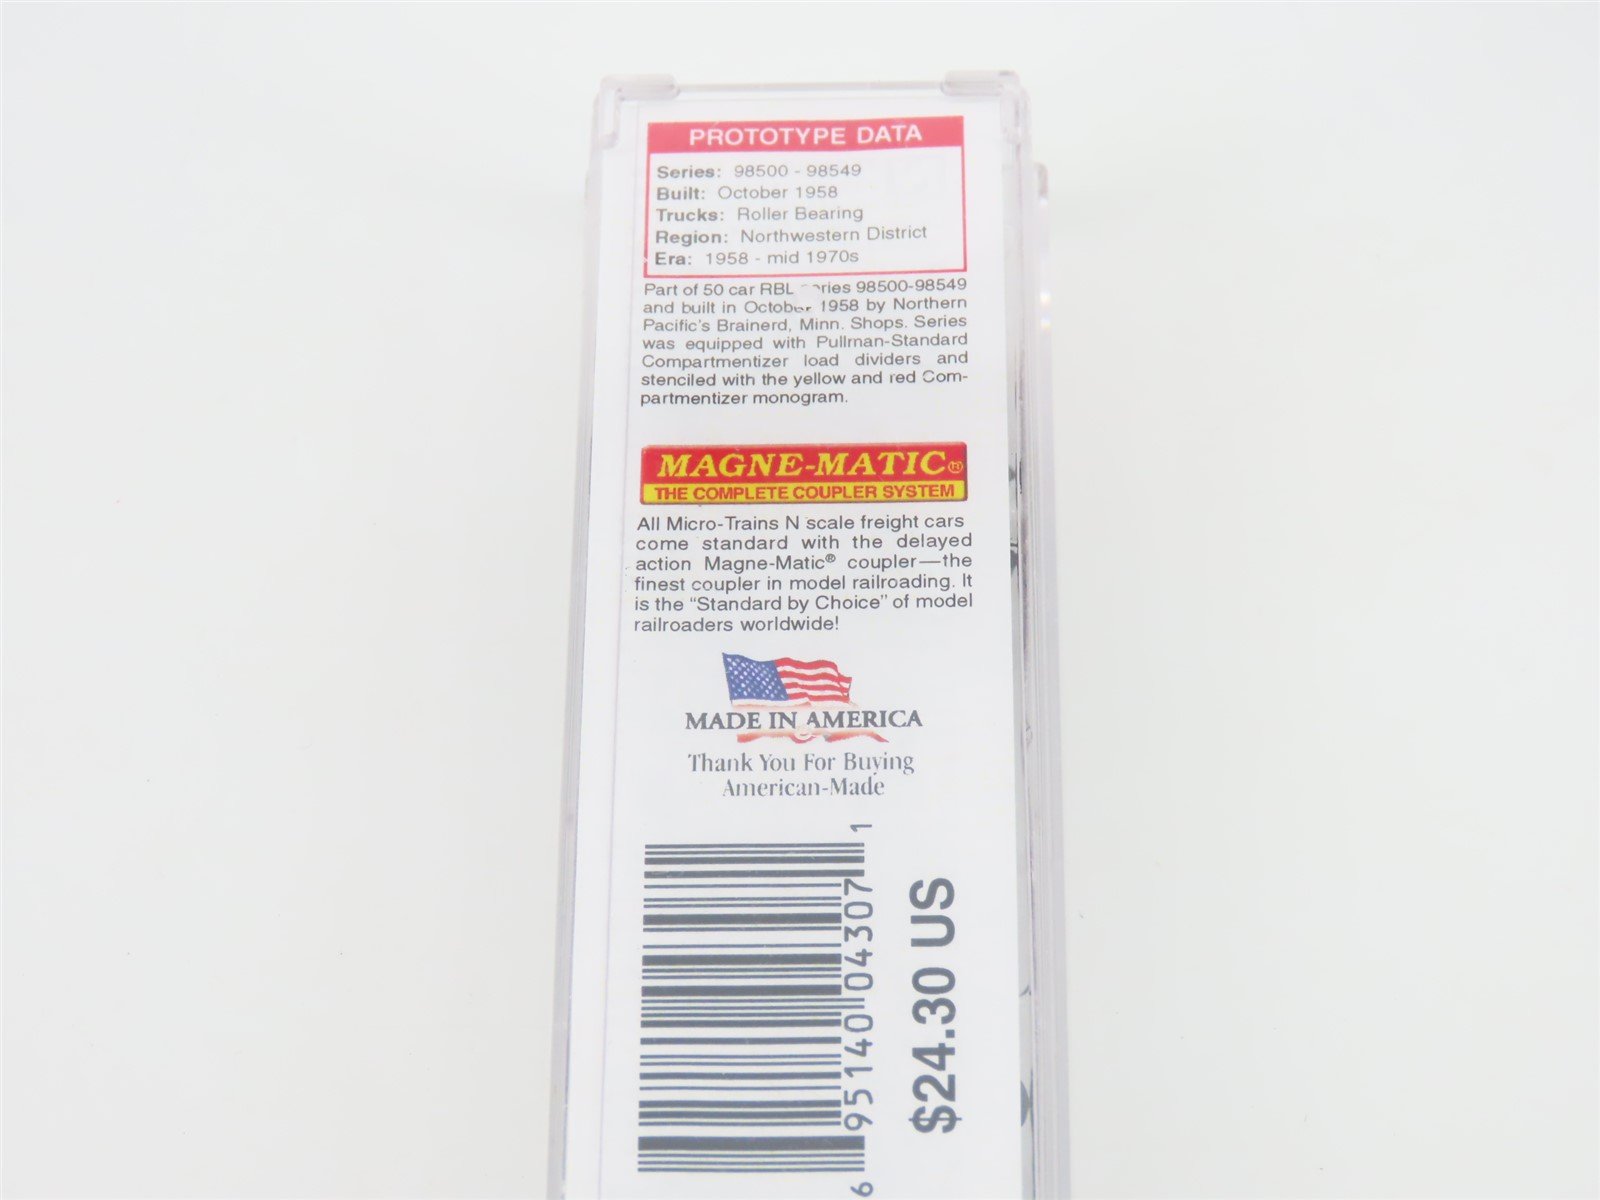 PROTOTYPE DATA
Series: 98500 - 98549
Built: October 1958
Trucks: Roller Bearing
Region: Northwestern District
Era: 1958 - mid 1970s
Part of 50 car RBL series 98500-98549
and built in October 1958 by Northern
Pacific's Brainerd, Minn. Shops. Series
was equipped with Pullman-Standard
Compartmentizer load dividers and
stenciled with the yellow and red Com-
partmentizer monogram.
MAGNE-MATIC®
THE COMPLETE COUPLER SYSTEM
All Micro-Trains N scale freight cars
come standard with the delayed
action Magne-Matic® coupler—the
finest coupler in model railroading. It
is the “Standard by Choice” of model
railroaders worldwide!
MADE IN AMERICA
Thank You For Buying
American-Made
6 95140 04307 1
$24.30 US